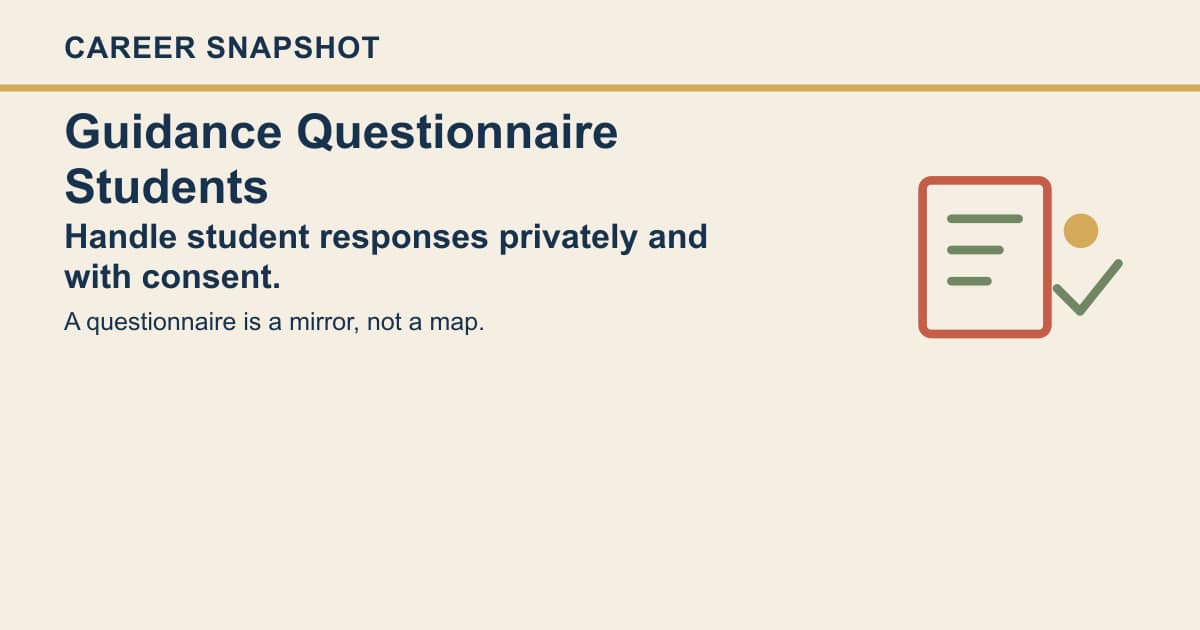 CAREER SNAPSHOT
Guidance Questionnaire
Students
Handle student responses privately and
with consent.
A questionnaire is a mirror, not a map.